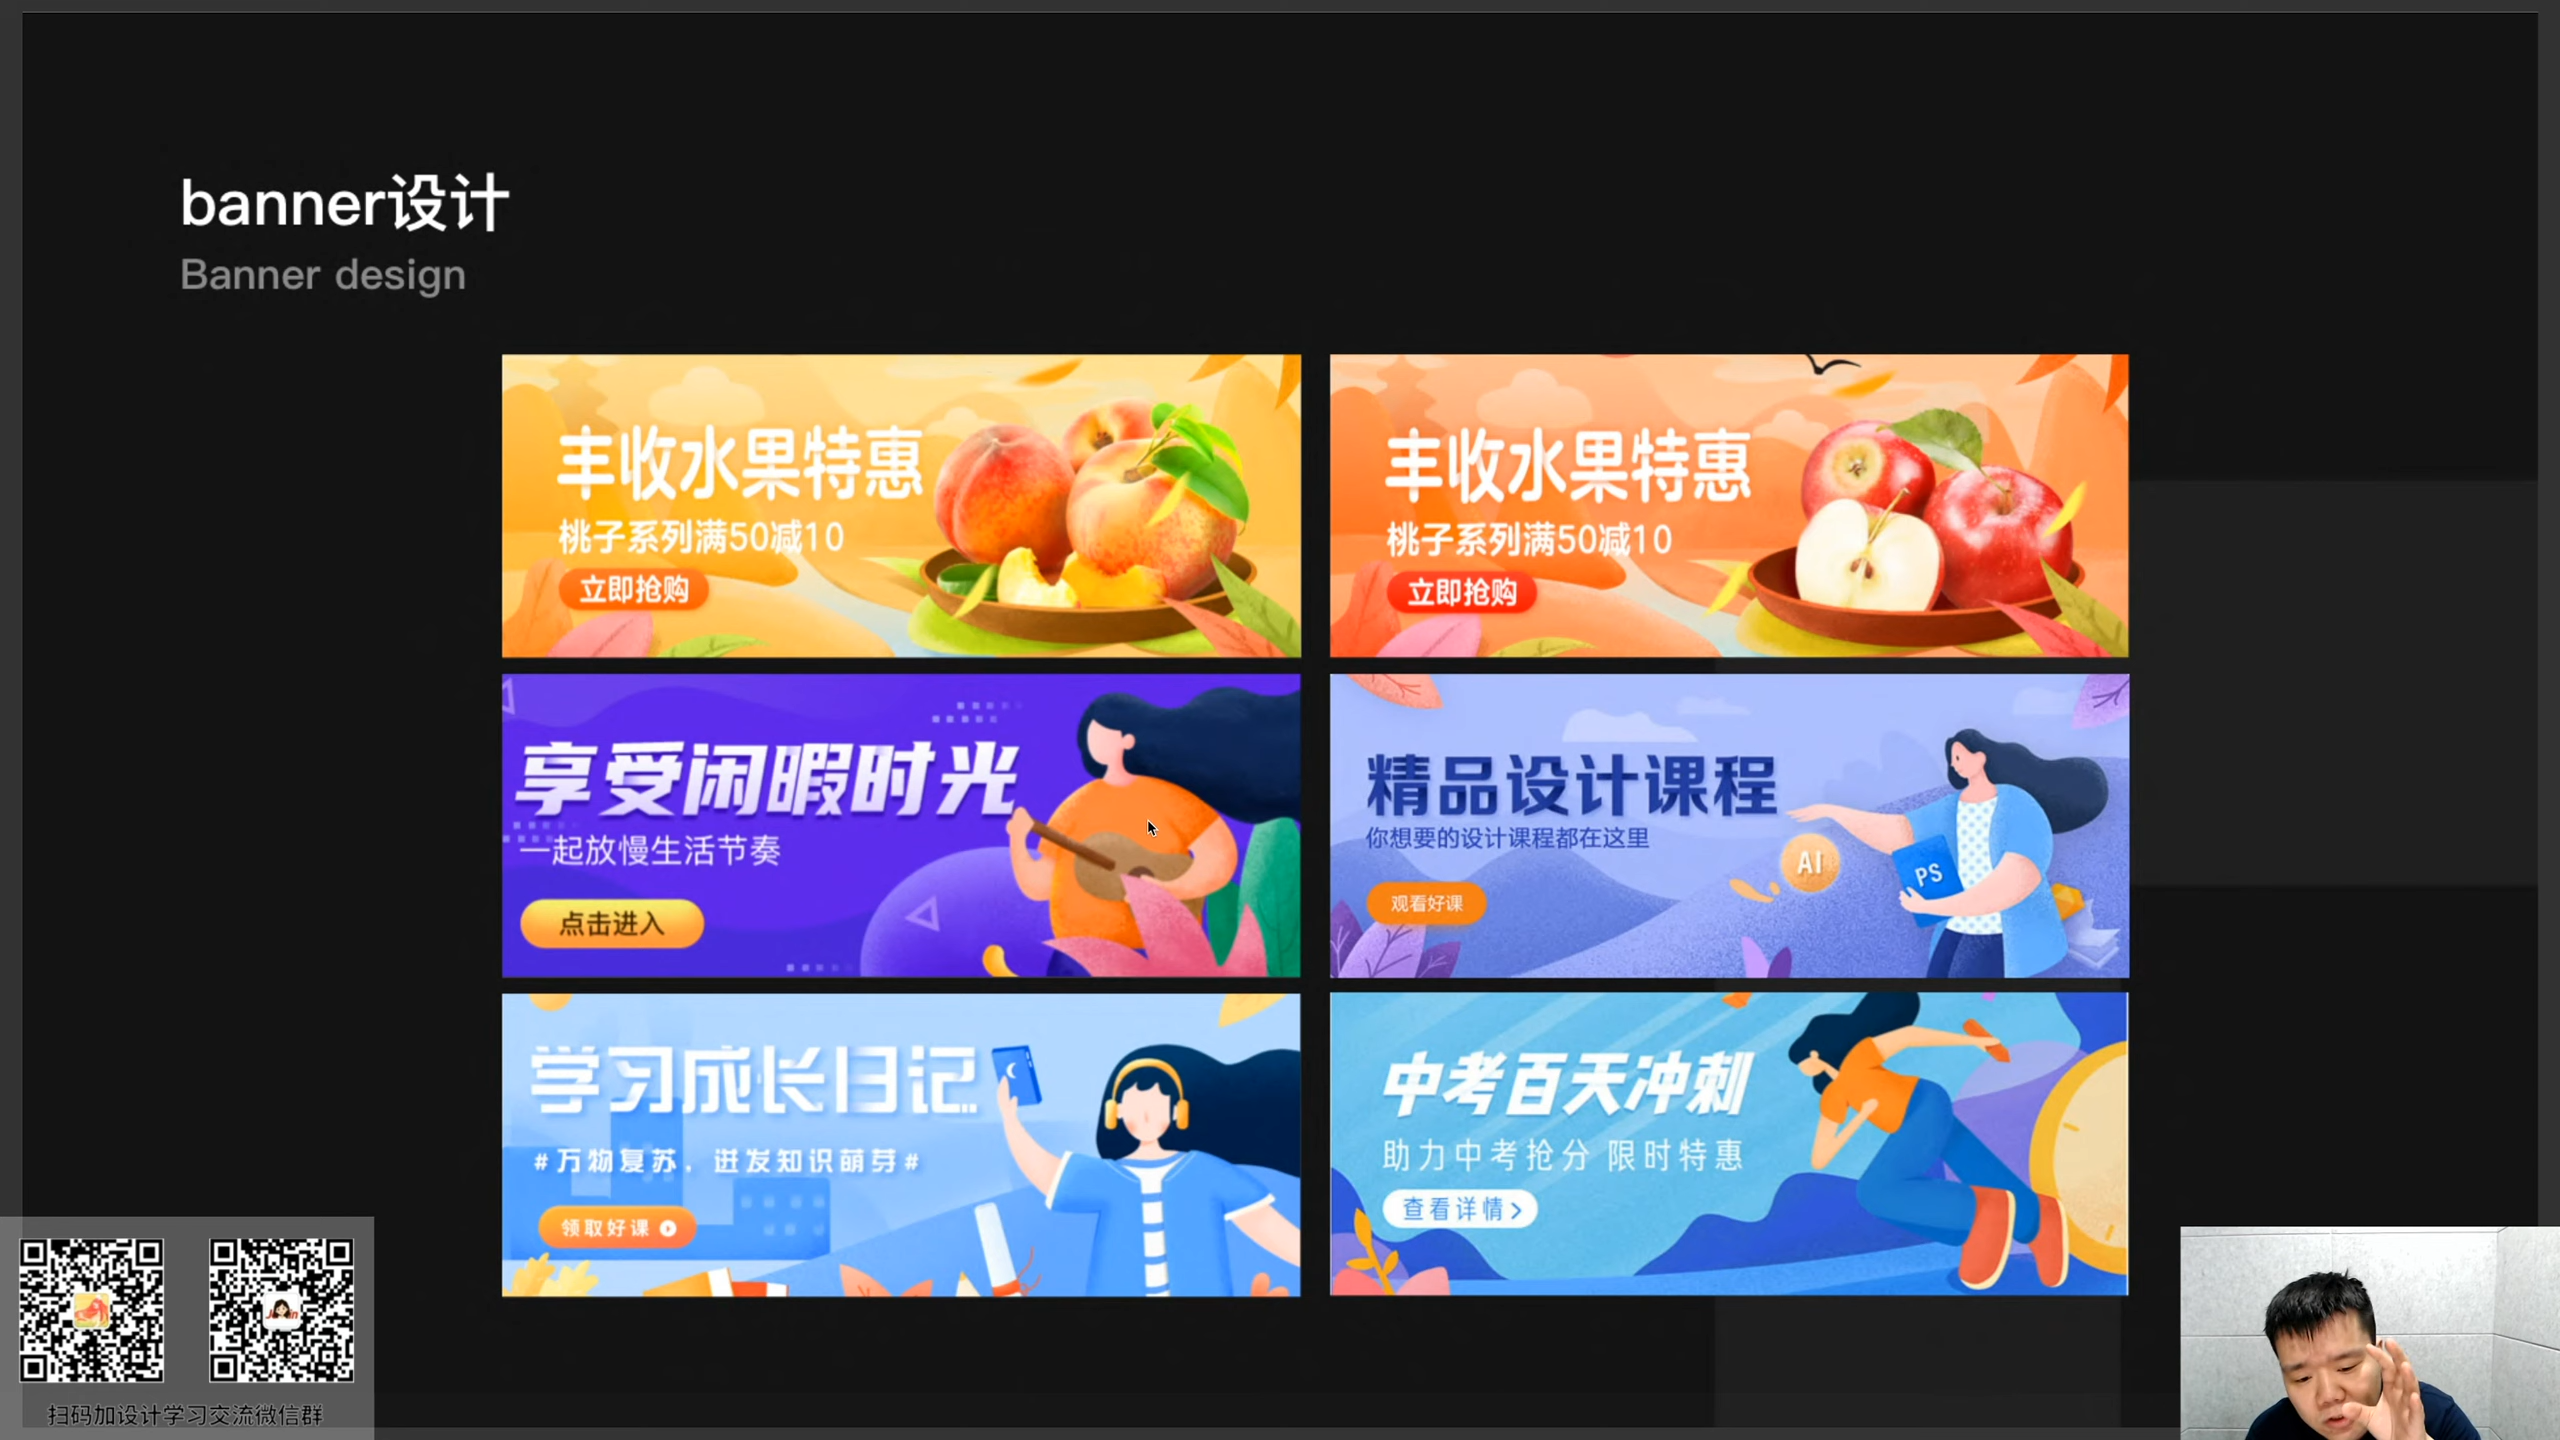 banner设计
Banner design
丰收水果特惠
桃子系列满50减10
立即抢购
丰收水果特惠
桃子系列满50减10
立即抢购
享受闲暇时光
一起放慢生活节奏
点击进入
精品设计课程
你想要的设计课程都在这里
观看好课
AI
PS
学习成长日记
#万物复苏，迸发知识萌芽#
领取好课
中考百天冲刺
助力中考抢分 限时特惠
查看详情
扫码加设计学习交流微信群